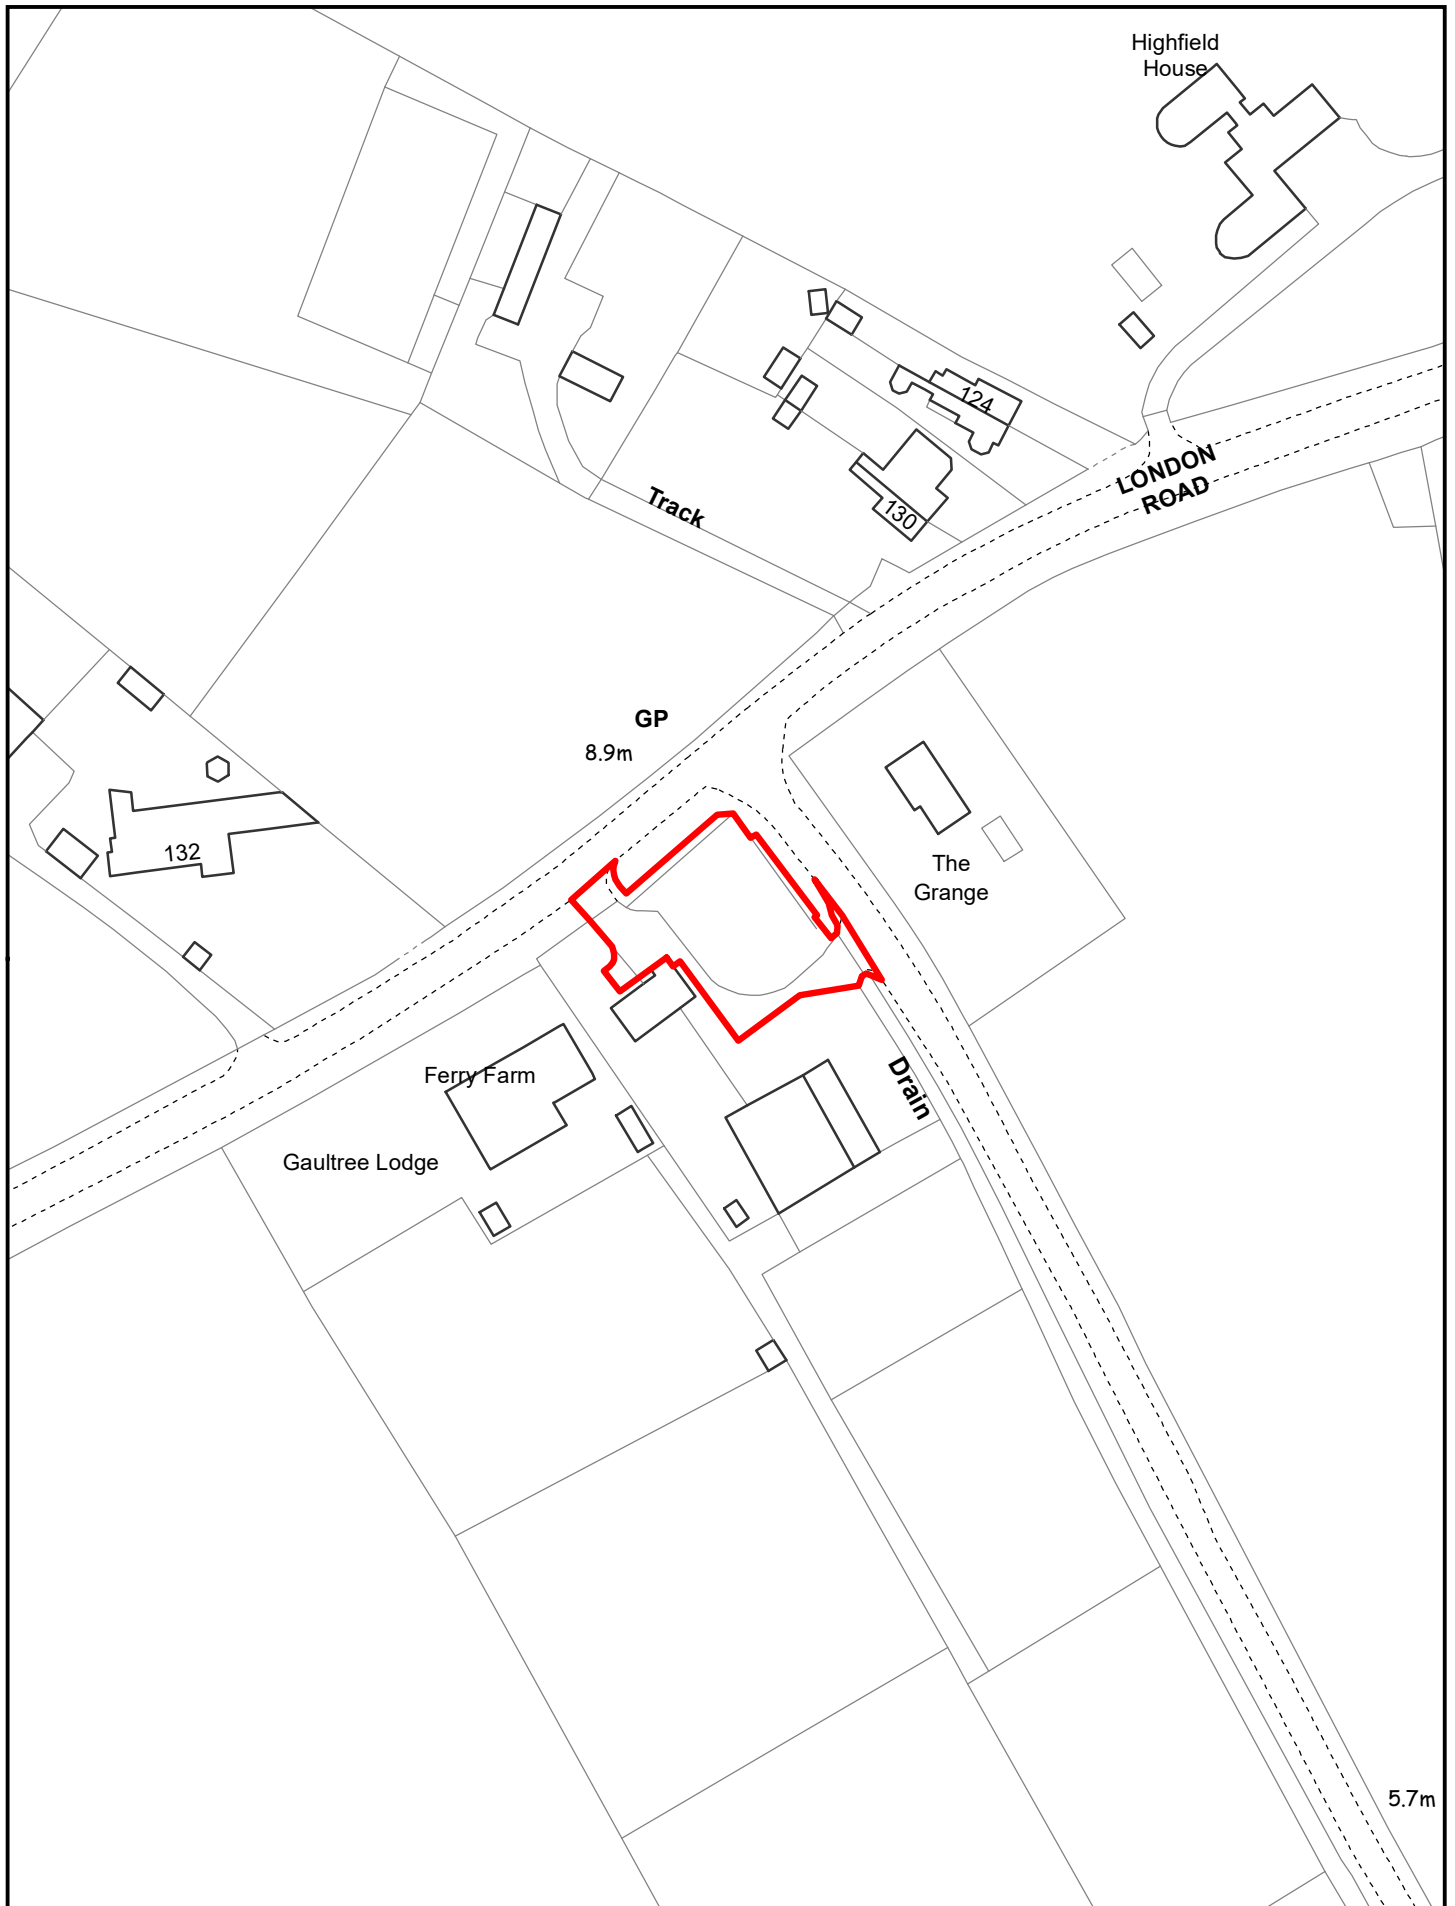 Highfield
House
124
LONDON
ROAD
Track
130
GP
8.9m
132
The
Grange
Ferry Farm
Drain
Gaultree Lodge
5.7m